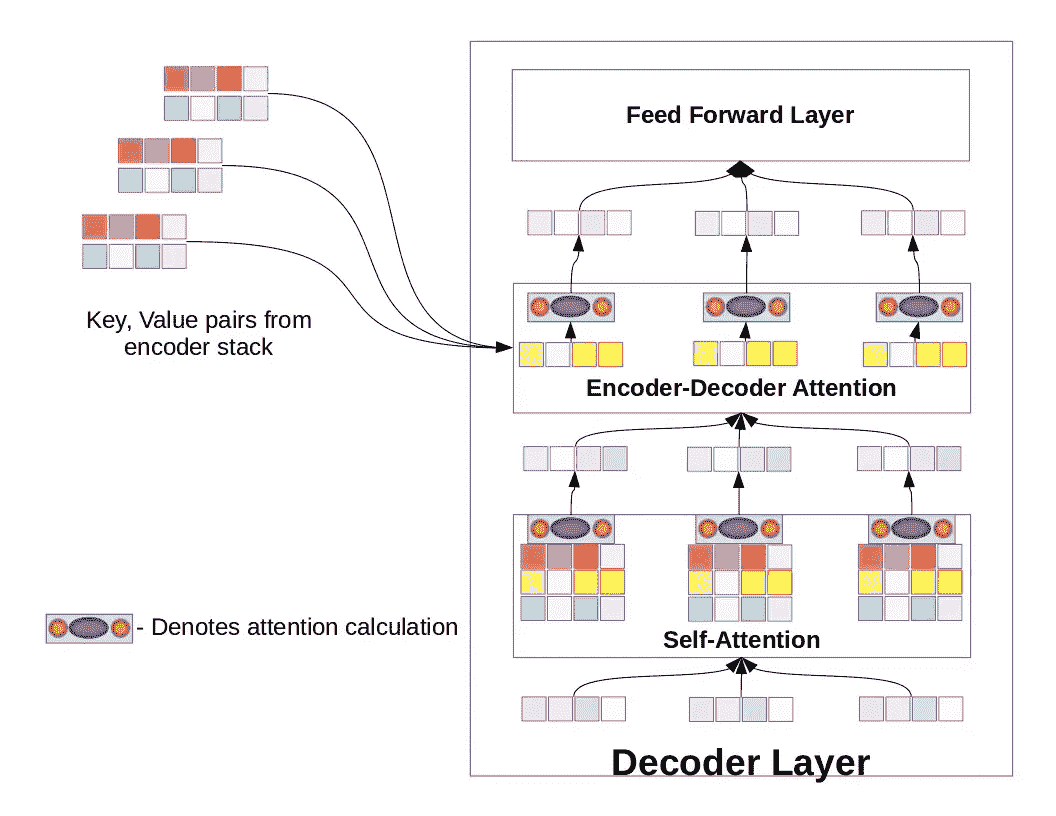 Feed Forward Layer
Key, Value pairs from
encoder stack
Encoder-Decoder Attention
- Denotes attention calculation
Self-Attention
Decoder Layer